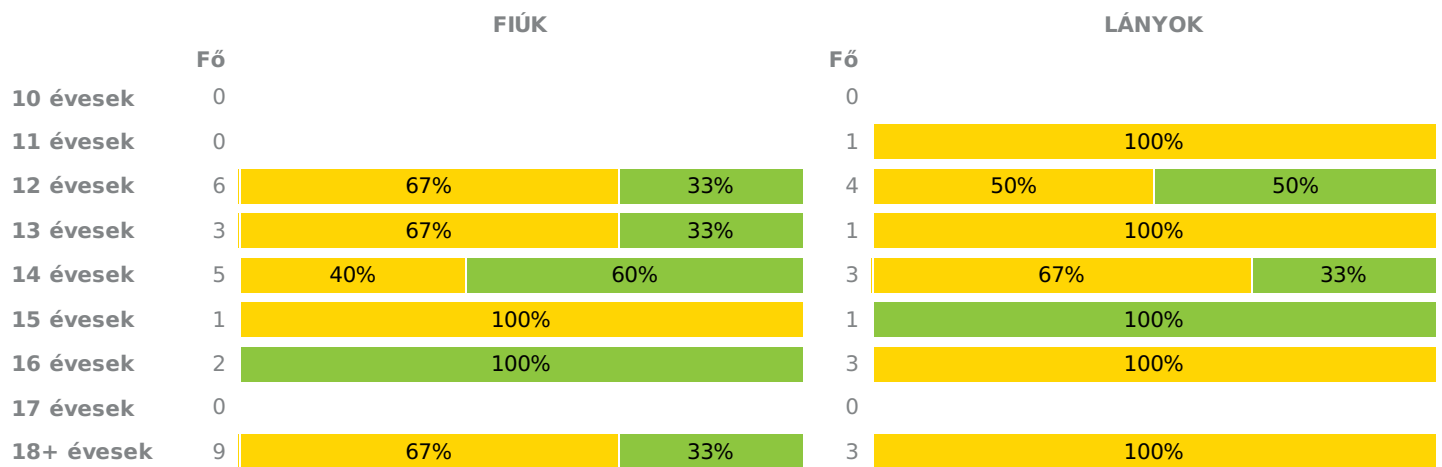 FIÚK LÁNYOK
Fő Fő
10 évesek 0 0
11 évesek 0 1 100%
12 évesek 6 67% 33% 4 50% 50%
13 évesek 3 67% 33% 1 100%
14 évesek 5 40% 60% 3 67% 33%
15 évesek 1 100% 1 100%
16 évesek 2 100% 3 100%
17 évesek 0 0
18+ évesek 9 67% 33% 3 100%